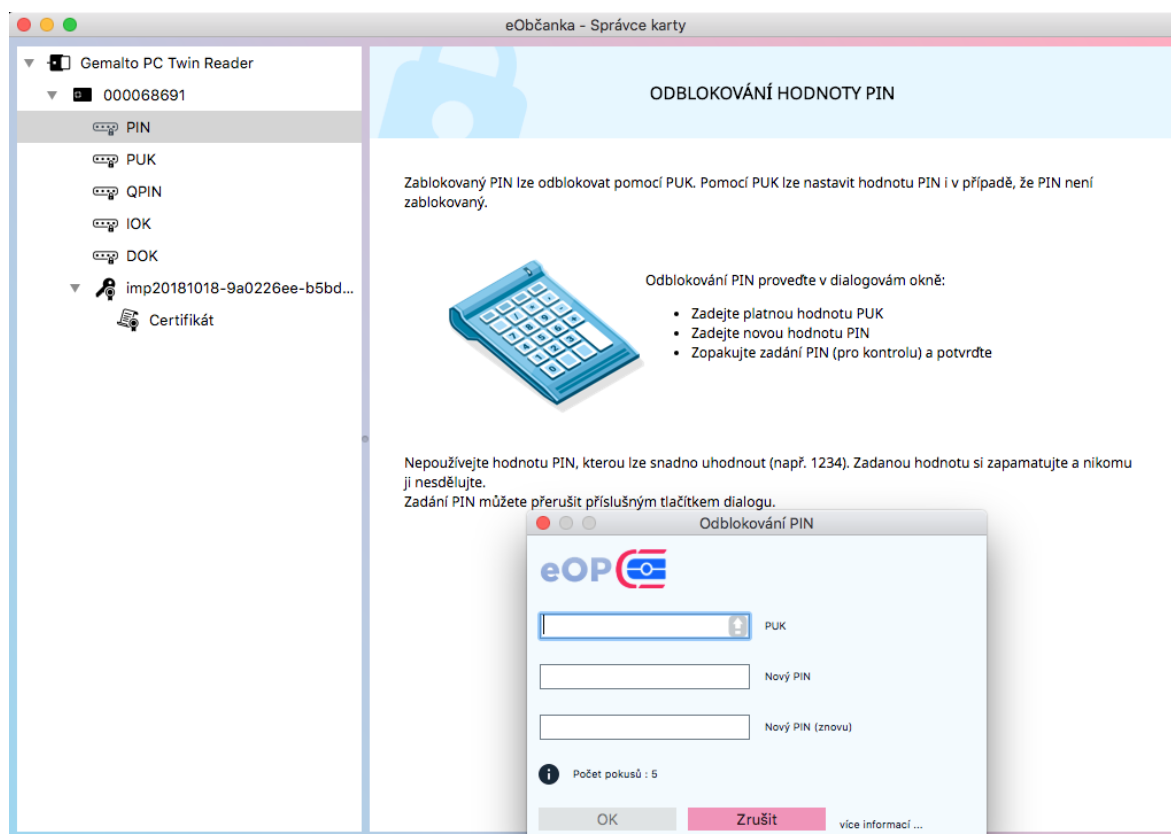 eObčanka - Správce karty
Gemalto PC Twin Reader
000068691
PIN
PUK
QPIN
IOK
DOK
imp20181018-9a0226ee-b5bd...
Certifikát
ODBLOKOVÁNÍ HODNOTY PIN
Zablokovaný PIN lze odblokovat pomocí PUK. Pomocí PUK lze nastavit hodnotu PIN i v případě, že PIN není
zablokovaný.
Odblokování PIN proveďte v dialogovám okně:
• Zadejte platnou hodnotu PUK
• Zadejte novou hodnotu PIN
• Zopakujte zadání PIN (pro kontrolu) a potvrďte
Nepoužívejte hodnotu PIN, kterou lze snadno uhodnout (např. 1234). Zadanou hodnotu si zapamatujte a nikomu
ji nesdělujte.
Zadání PIN můžete přerušit příslušným tlačítkem dialogu.
Odblokování PIN
eOP
PUK
Nový PIN
Nový PIN (znovu)
Počet pokusů : 5
OK
Zrušit
více informací ...